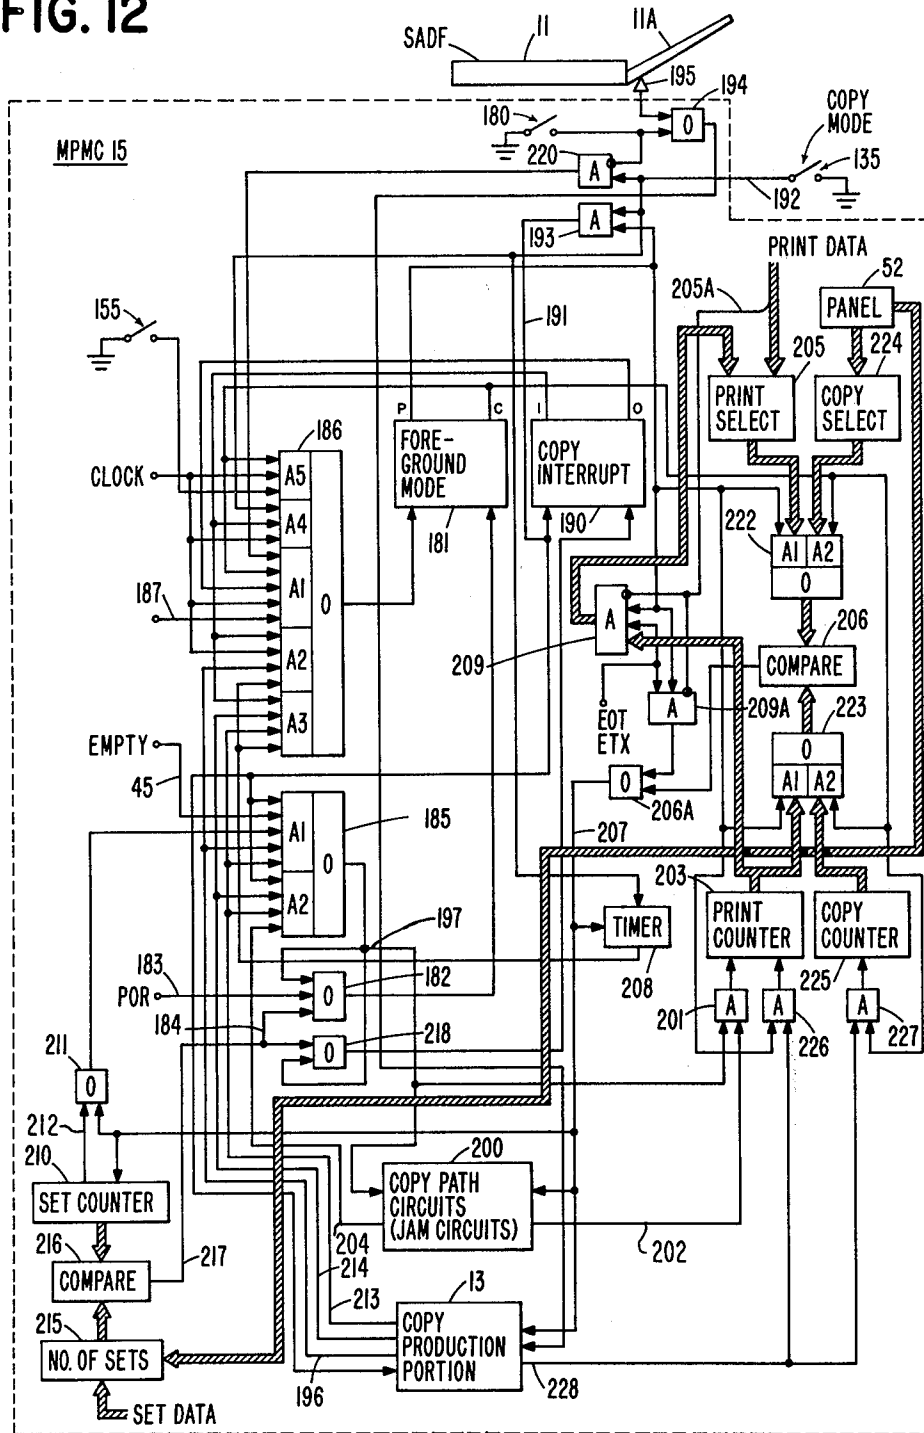 FIG. 12
11A
11
SADF
195
194
COPY
MODE
180
0
MPMC 15
220
135
A
192
A
193
PRINT DATA
52
205A
PANEL
155
191
205
224
PRINT
SELECT
COPY
SELECT
P
C
I
O
186
A5
FORE-
GROUND
MODE
COPY
INTERRUPT
CLOCK
A4
181
190
222
A1
A2
0
A1
0
187
A
206
COMPARE
A2
209
223
A
209A
0
A3
EOT
ETX
A1
A2
EMPTY
0
206A
45
185
A1
0
207
203
A2
197
PRINT
COUNTER
COPY
COUNTER
TIMER
183
182
208
225
POR
0
A
A
A
184
201
226
227
218
211
0
0
212
210
200
SET COUNTER
COPY PATH
CIRCUITS
(JAM CIRCUITS)
216
217
204
202
COMPARE
214
213
13
215
COPY
PRODUCTION
PORTION
NO. OF SETS
196
228
SET DATA